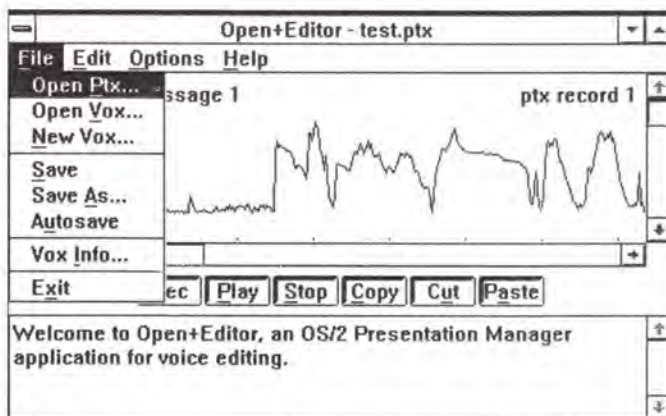 Open+Editor - test.ptx
File Edit Options Help
Open Ptx...
Open Vox...
New Vox...
Save
Save As...
Autosave
Vox Info...
Exit
ssage 1
ptx record 1
ec Play Stop Copy Cut Paste
Welcome to Open+Editor, an OS/2 Presentation Manager
application for voice editing.